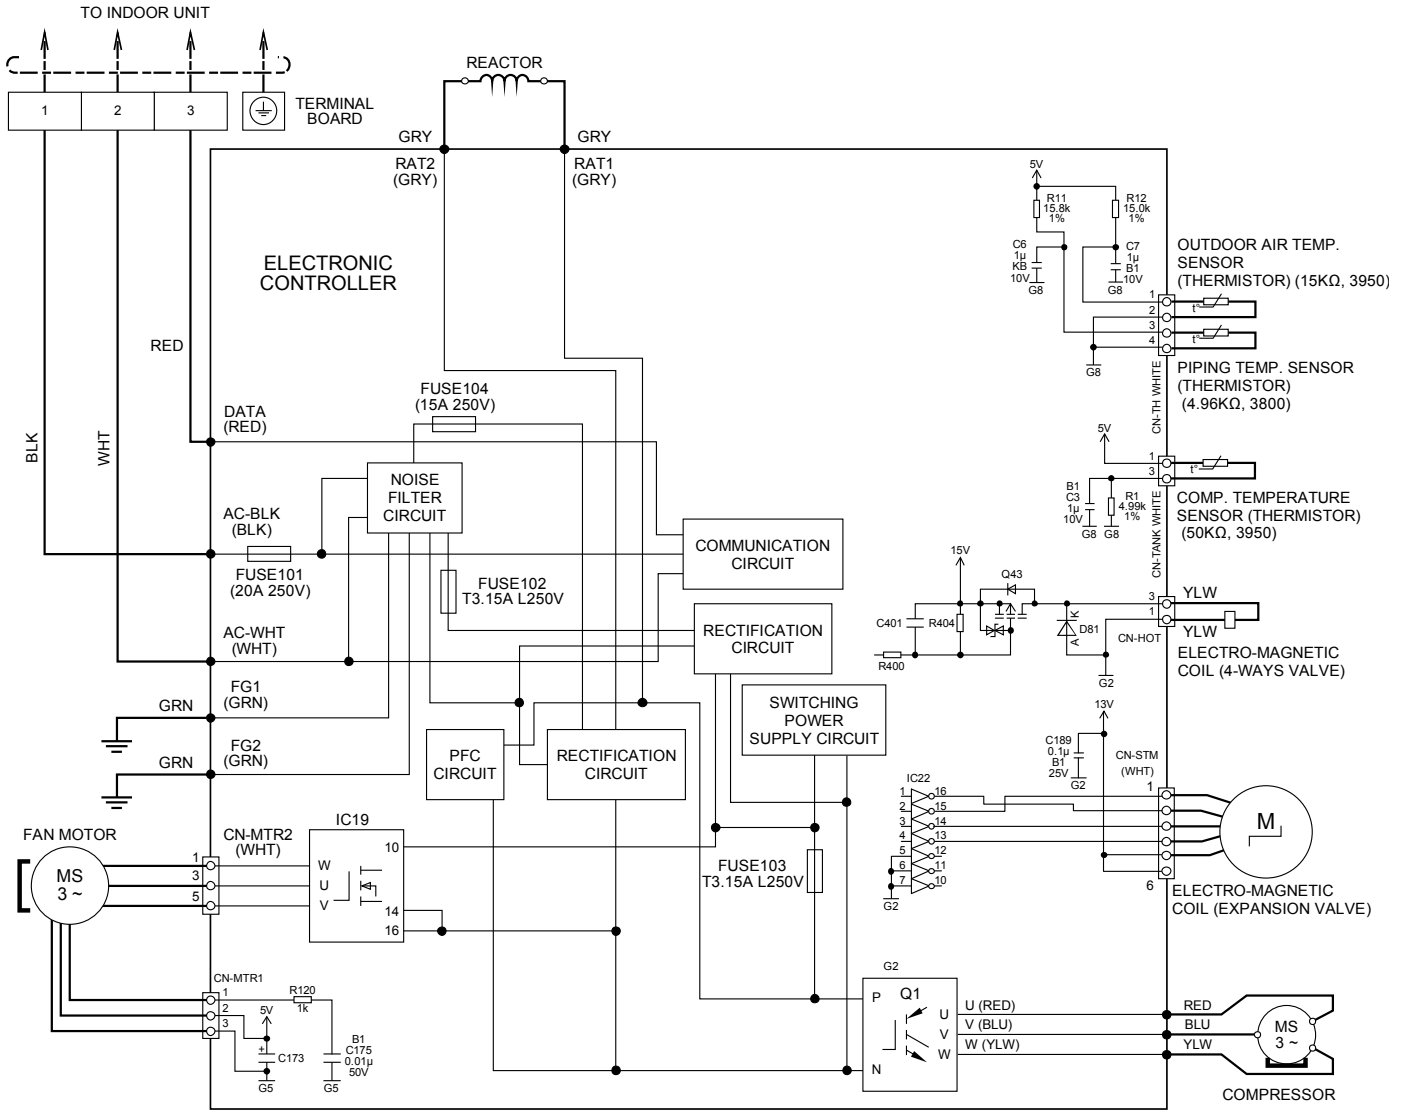 TO INDOOR UNIT
1
2
3
TERMINAL
BOARD
REACTOR
GRY
GRY
RAT2
(GRY)
RAT1
(GRY)
ELECTRONIC
CONTROLLER
BLK
WHT
RED
DATA
(RED)
FUSE104
(15A 250V)
NOISE
FILTER
CIRCUIT
AC-BLK
(BLK)
FUSE101
(20A 250V)
FUSE102
T3.15A L250V
COMMUNICATION
CIRCUIT
AC-WHT
(WHT)
RECTIFICATION
CIRCUIT
FG1
(GRN)
GRN
FG2
(GRN)
GRN
SWITCHING
POWER
SUPPLY CIRCUIT
PFC
CIRCUIT
RECTIFICATION
CIRCUIT
5V
R11
15.8k
1%
R12
15.0k
1%
C6
1µ
KB
10V
G8
C7
1µ
B1
10V
G8
1
2
3
4
G8
t°
t°
CN-TH WHITE
OUTDOOR AIR TEMP.
SENSOR
(THERMISTOR) (15KΩ, 3950)
PIPING TEMP. SENSOR
(THERMISTOR)
(4.96KΩ, 3800)
5V
1
3
t°
B1
C3
1µ
10V
G8
R1
4.99k
1%
G8
CN-TANK WHITE
COMP. TEMPERATURE
SENSOR (THERMISTOR)
(50KΩ, 3950)
15V
Q43
C401
R404
R400
K
D81
A
3
1
CN-HOT
G2
YLW
YLW
ELECTRO-MAGNETIC
COIL (4-WAYS VALVE)
13V
C189
0.1µ
B1
25V
G2
CN-STM
(WHT)
1
6
M
ELECTRO-MAGNETIC
COIL (EXPANSION VALVE)
IC22
1
16
2
15
3
14
4
13
5
12
6
11
7
10
G2
FAN MOTOR
MS
3 ~
CN-MTR2
(WHT)
1
3
5
IC19
W
U
V
10
14
16
FUSE103
T3.15A L250V
CN-MTR1
1
2
3
R120
1k
5V
+
C173
G5
B1
C175
0.01µ
50V
G5
G2
P
Q1
N
U
V
W
U (RED)
V (BLU)
W (YLW)
RED
BLU
YLW
MS
3 ~
COMPRESSOR